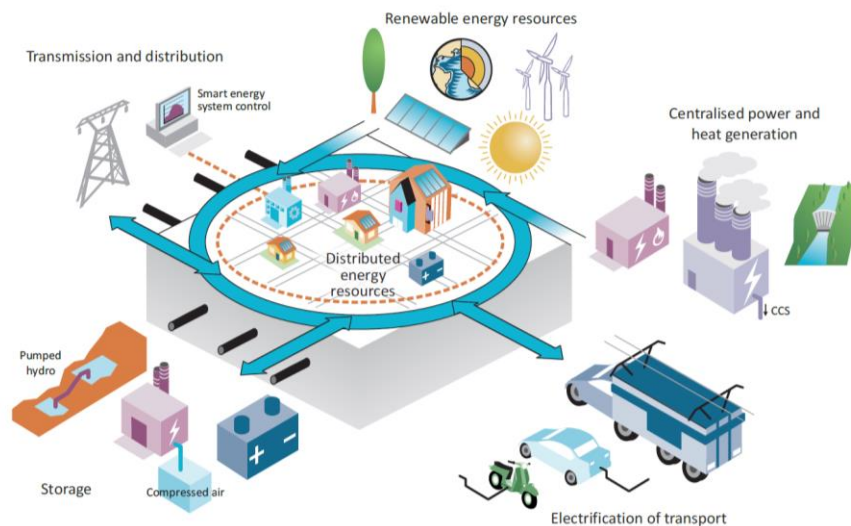 Renewable energy resources
Transmission and distribution
Smart energy
system control
Centralised power and
heat generation
Distributed
energy
resources
CCS
Pumped
hydro
Compressed air
Storage
Electrification of transport